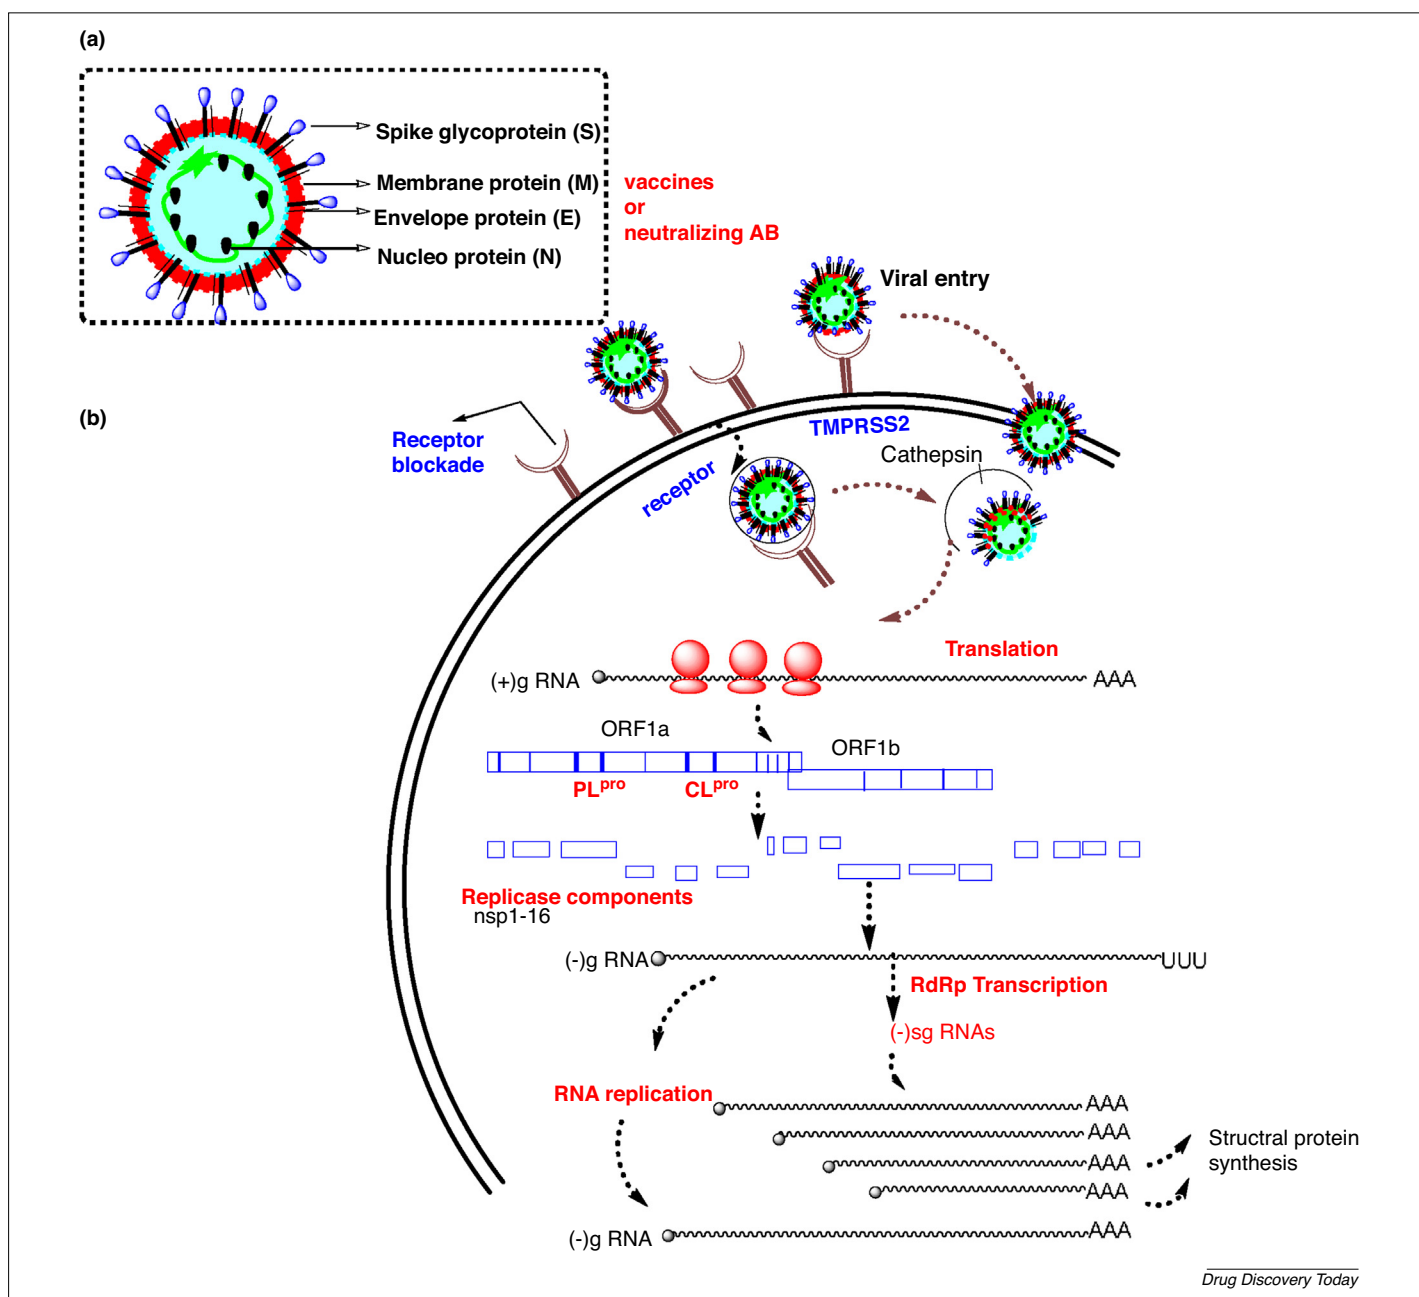 (a)
Spike glycoprotein (S)
Membrane protein (M)
Envelope protein (E)
Nucleo protein (N)
vaccines
or
neutralizing AB
Viral entry
(b)
Receptor
blockade
TMPRSS2
receptor
Cathepsin
Translation
(+)g RNA
AAA
ORF1a
ORF1b
PLpro
CLpro
Replicase components
nsp1-16
(-)g RNA
UUU
RdRp Transcription
(-)sg RNAs
RNA replication
AAA
AAA
AAA
AAA
Structral protein
synthesis
(-)g RNA
AAA
Drug Discovery Today